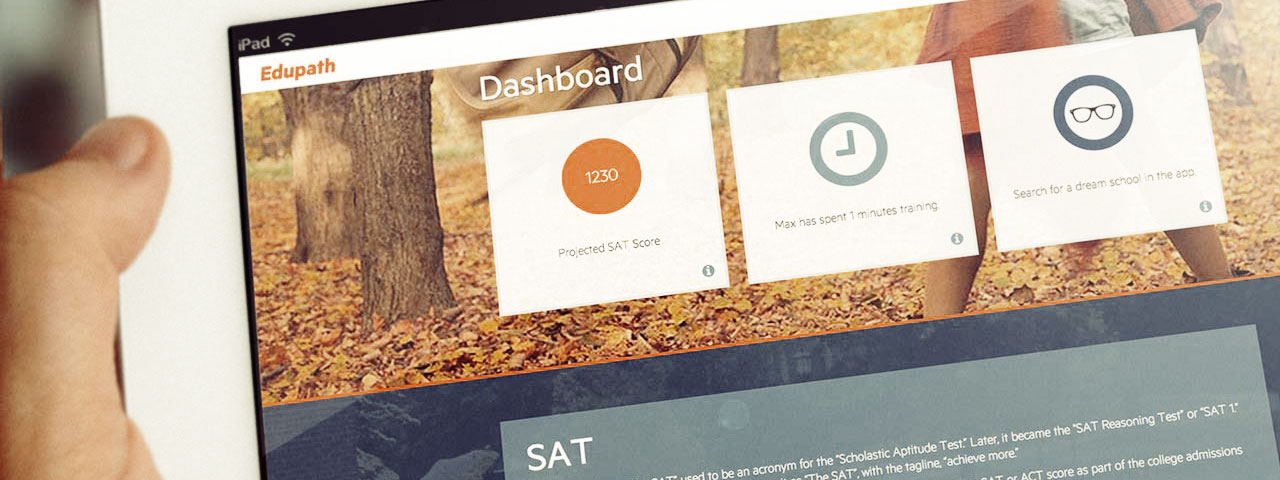 iPad
Edupath
Dashboard
1230
Projected SAT Score
Max has spent 1 minutes training.
Search for a dream school in the app.
SAT
SAT" used to be an acronym for the "Scholastic Aptitude Test." Later, it became the "SAT Reasoning Test" or "SAT 1."
"The SAT", with the tagline, "achieve more."
SAT or ACT score as part of the college admissions